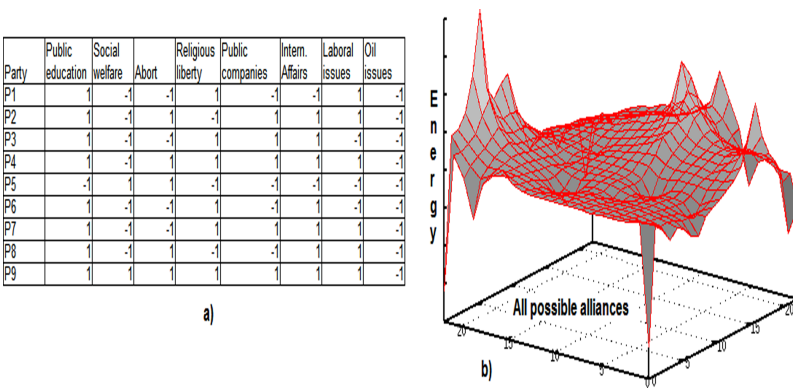 Party Public education Social welfare Abort Religious liberty Public companies Intern. Affairs Laboral issues Oil issues
P1 1 -1 -1 1 -1 -1 1 -1
P2 1 -1 1 -1 1 1 -1 -1
P3 1 -1 -1 1 1 1 -1 -1
P4 1 -1 1 1 1 1 -1 -1
P5 -1 1 1 1 -1 -1 -1 -1
P6 1 -1 -1 1 -1 1 -1 -1
P7 1 -1 1 1 1 -1 1 -1
P8 1 -1 1 -1 -1 1 -1 -1
P9 1 1 1 -1 1 1 1 -1
a)
Energy
All possible alliances
20 15 10 5 0
0 5 10 15 20
b)